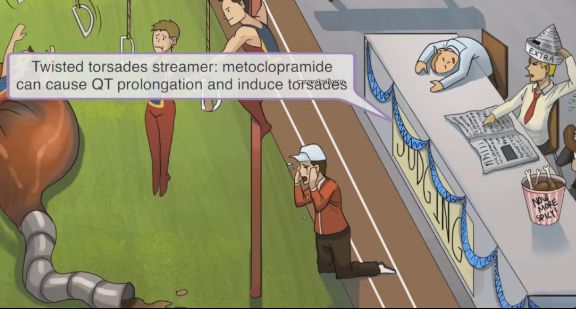 EXTRA
Twisted torsades streamer: metoclopramide
can cause QT prolongation and induce torsades
JUDGING
NOW
MORE
SPICY!